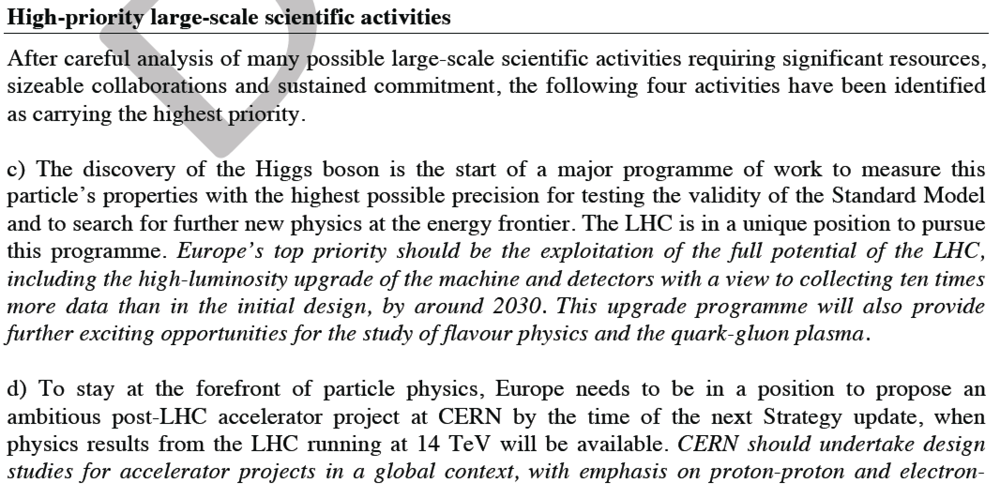 High-priority large-scale scientific activities
After careful analysis of many possible large-scale scientific activities requiring significant resources,
sizeable collaborations and sustained commitment, the following four activities have been identified
as carrying the highest priority.
c) The discovery of the Higgs boson is the start of a major programme of work to measure this
particle’s properties with the highest possible precision for testing the validity of the Standard Model
and to search for further new physics at the energy frontier. The LHC is in a unique position to pursue
this programme. Europe’s top priority should be the exploitation of the full potential of the LHC,
including the high-luminosity upgrade of the machine and detectors with a view to collecting ten times
more data than in the initial design, by around 2030. This upgrade programme will also provide
further exciting opportunities for the study of flavour physics and the quark-gluon plasma.
d) To stay at the forefront of particle physics, Europe needs to be in a position to propose an
ambitious post-LHC accelerator project at CERN by the time of the next Strategy update, when
physics results from the LHC running at 14 TeV will be available. CERN should undertake design
studies for accelerator projects in a global context, with emphasis on proton-proton and electron-